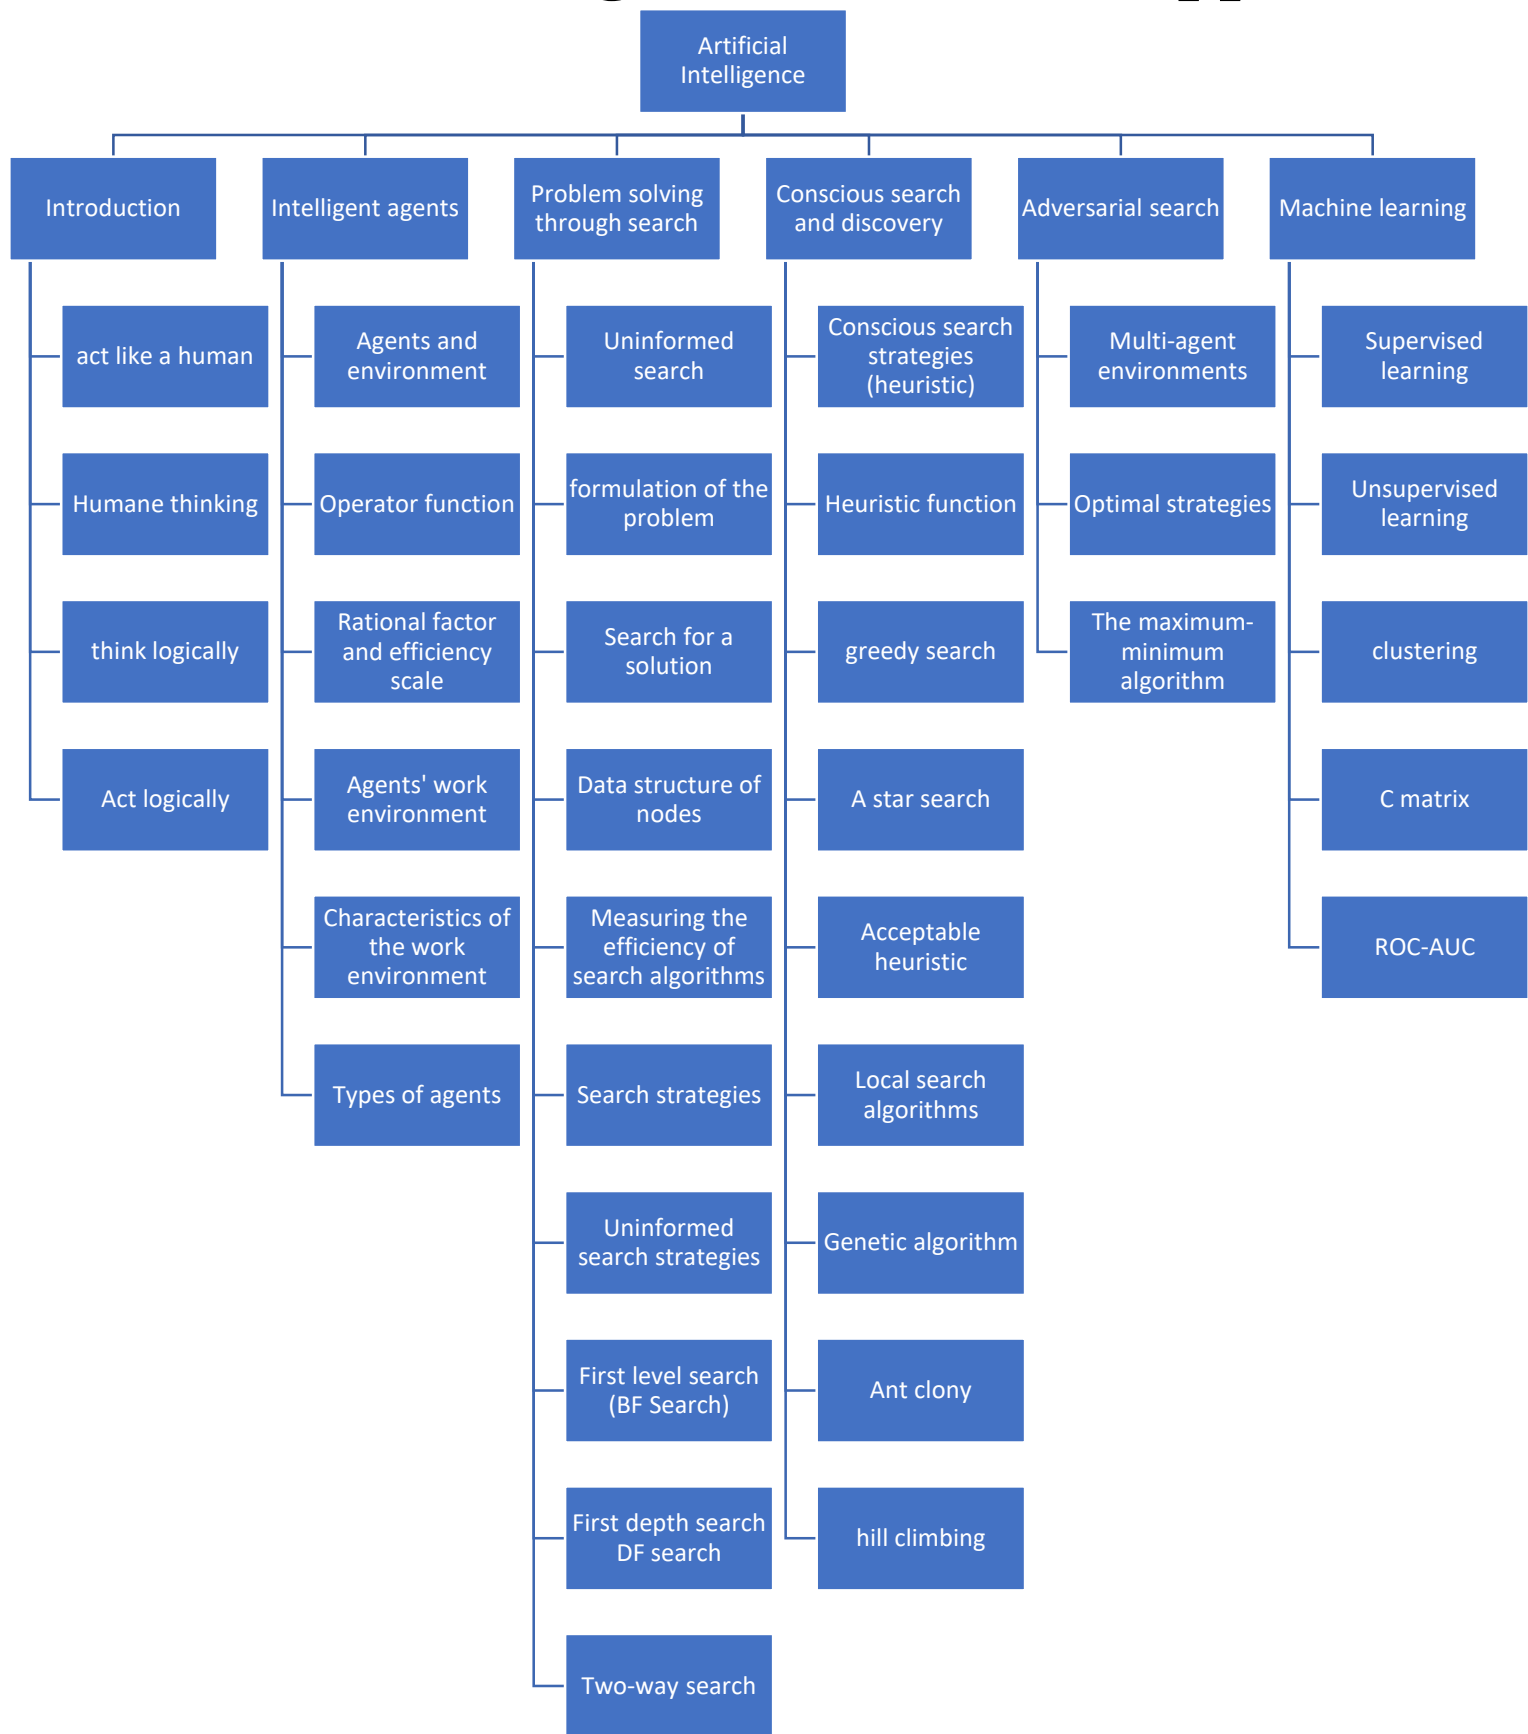 Artificial
Intelligence
Introduction
act like a human
Humane thinking
think logically
Act logically
Intelligent agents
Agents and
environment
Operator function
Rational factor
and efficiency
scale
Agents' work
environment
Characteristics of
the work
environment
Types of agents
Problem solving
through search
Uninformed
search
formulation of the
problem
Search for a
solution
Data structure of
nodes
Measuring the
efficiency of
search algorithms
Search strategies
Uninformed
search strategies
First level search
(BF Search)
First depth search
DF search
Two-way search
Conscious search
and discovery
Conscious search
strategies
(heuristic)
Heuristic function
greedy search
A star search
Acceptable
heuristic
Local search
algorithms
Genetic algorithm
Ant clony
hill climbing
Adversarial search
Multi-agent
environments
Optimal strategies
The maximum-
minimum
algorithm
Machine learning
Supervised
learning
Unsupervised
learning
clustering
C matrix
ROC-AUC